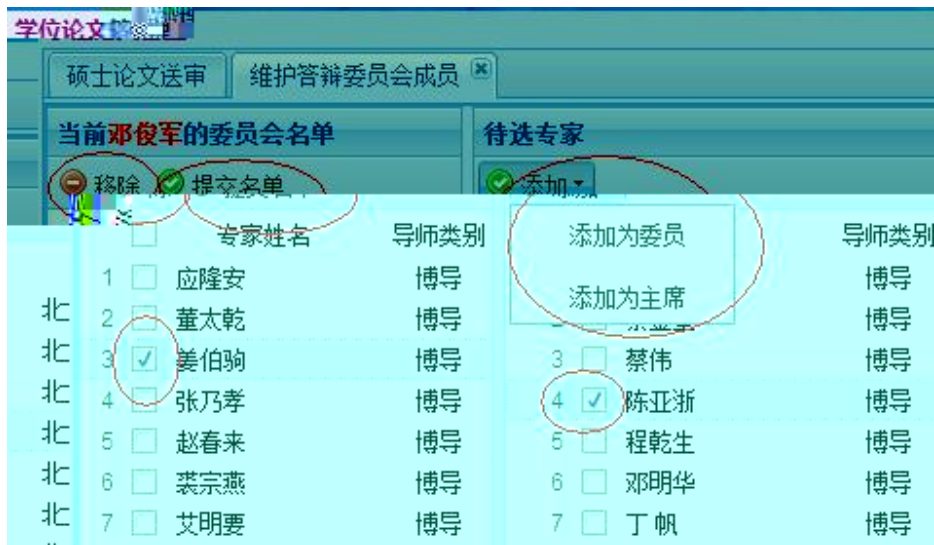 学位论文
硕士论文送审 维护答辩委员会成员
当前邓俊军的委员会名单 待选专家
移除 提交名单 添加
专家姓名 导师类别 添加为委员 导师类别
1 应隆安 博导 博导
添加为主席
北 2 董太乾 博导 博导
北 3 姜伯驹 博导 3 蔡伟 博导
北 4 张乃孝 博导 4 陈亚浙 博导
北 5 赵春来 博导 5 程乾生 博导
北 6 裘宗燕 博导 6 邓明华 博导
北 7 艾明要 博导 7 丁帆 博导